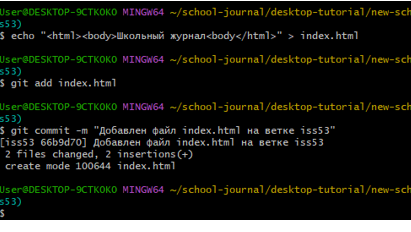 User@DESKTOP-9CTKOKO MINGW64 ~/school-journal/desktop-tutorial/new-sch
s53)
$ echo "<html><body>Школьный журнал<body</html>" > index.html
User@DESKTOP-9CTKOKO MINGW64 ~/school-journal/desktop-tutorial/new-sch
s53)
$ git add index.html
User@DESKTOP-9CTKOKO MINGW64 ~/school-journal/desktop-tutorial/new-sch
s53)
$ git commit -m "Добавлен файл index.html на ветке iss53"
[iss53 66b9d70] Добавлен файл index.html на ветке iss53
2 files changed, 2 insertions(+)
create mode 100644 index.html
User@DESKTOP-9CTKOKO MINGW64 ~/school-journal/desktop-tutorial/new-sch
s53)
$